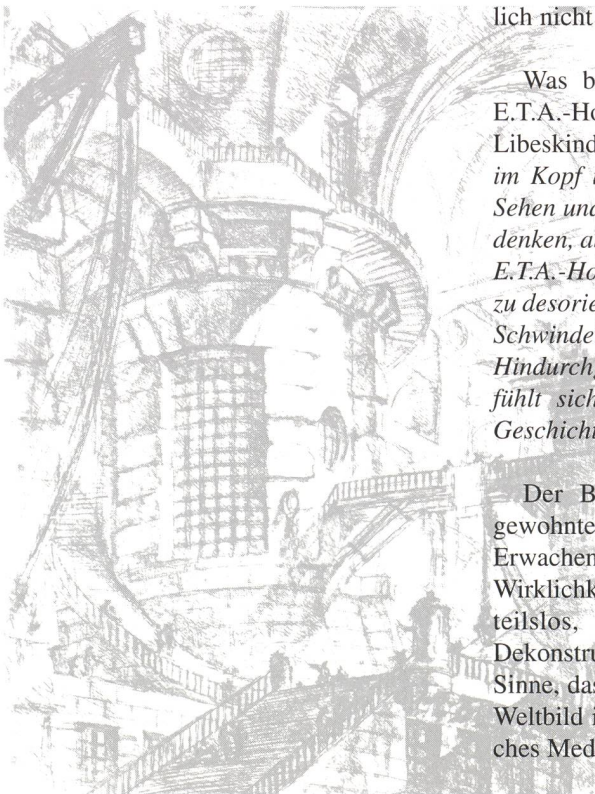 lich nicht
Was b
E.T.A.-Ho
Libeskind
im Kopf
Sehen und
denken, a
E.T.A.-Ho
zu desorie
Schwinde
Hindurch
fühlt sich
Geschicht
Der B
gewohnte
Erwachen
Wirklichk
teilslos,
Dekonstru
Sinne, das
Weltbild i
ches Med